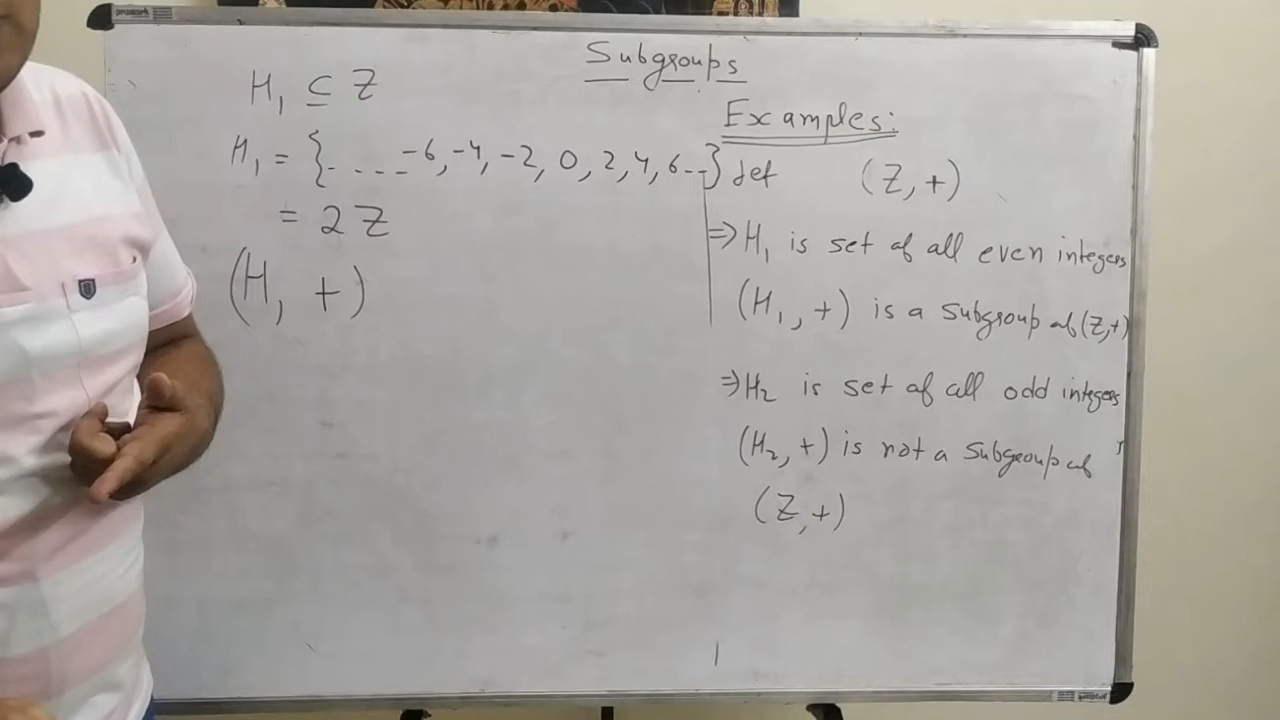 Subgroups
H₁ ⊆ Z
H₁ = {- - - - -6, -4, -2, 0, 2, 4, 6 - -}
= 2Z
(H₁ +)
Examples:
Let (Z, +)
⇒ H₁ is set of all even integers
(H₁, +) is a subgroup of (Z,+)
⇒ H₂ is set of all odd integers
(H₂, +) is not a subgroup of
(Z, +)